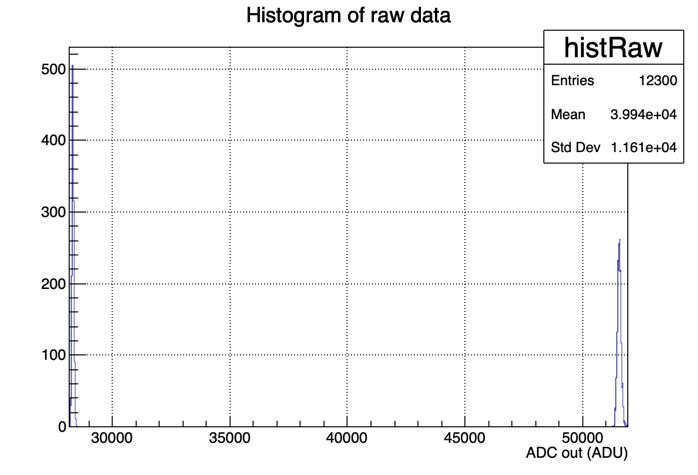 Histogram of raw data
histRaw
Entries 12300
Mean 3.994e+04
Std Dev 1.161e+04
500
400
300
200
100
0
30000 35000 40000 45000 50000
ADC out (ADU)